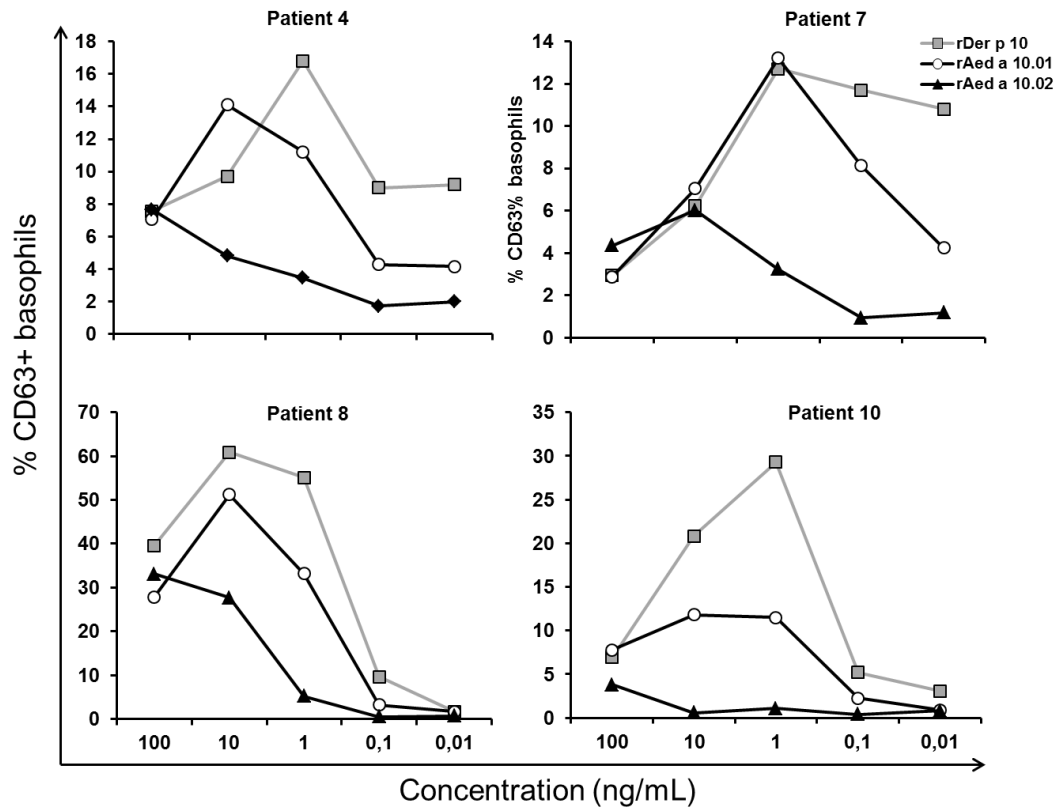 Patient 4
18
16
14
12
10
8
6
4
2
0
Patient 7
rDer p 10
rAed a 10.01
rAed a 10.02
% CD63% basophils
14
12
10
8
6
4
2
0
% CD63+ basophils
Patient 8
70
60
50
40
30
20
10
0
100 10 1 0,1 0,01
Patient 10
35
30
25
20
15
10
5
0
100 10 1 0,1 0,01
Concentration (ng/mL)